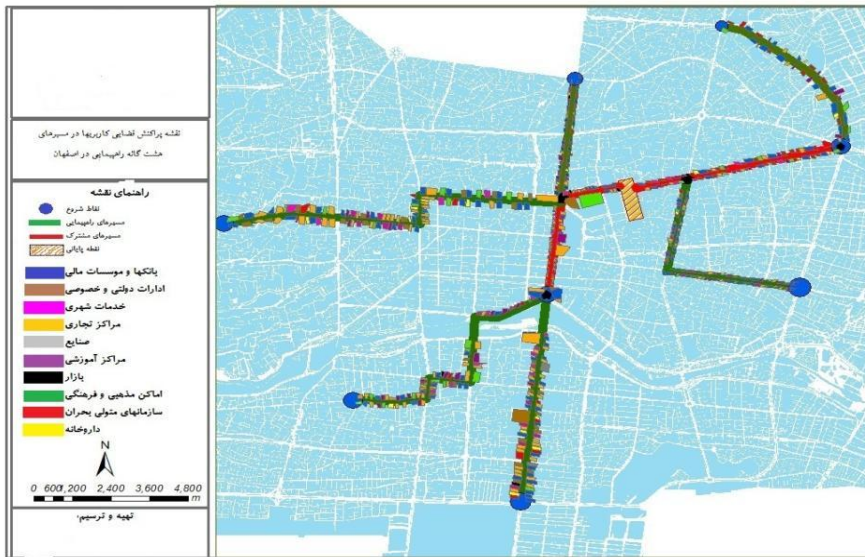 نقشه پراکنش فضایی کاربریها در مسیرهای
هشت گانه راهپیمایی در اصفهان
راهنمای نقشه
نقاط شروع
مسیرهای راهپیمایی
مسیرهای مشترک
نقطه پایانی
بانکها و موسسات مالی
ادارات دولتی و خصوصی
خدمات شهری
مراکز تجاری
صنایع
مراکز آموزشی
بازار
اماکن مذهبی و فرهنگی
سازمانهای متولی بحران
داروخانه
N
0 600 1,200 2,400 3,600 4,800
m
تهیه و ترسیم: